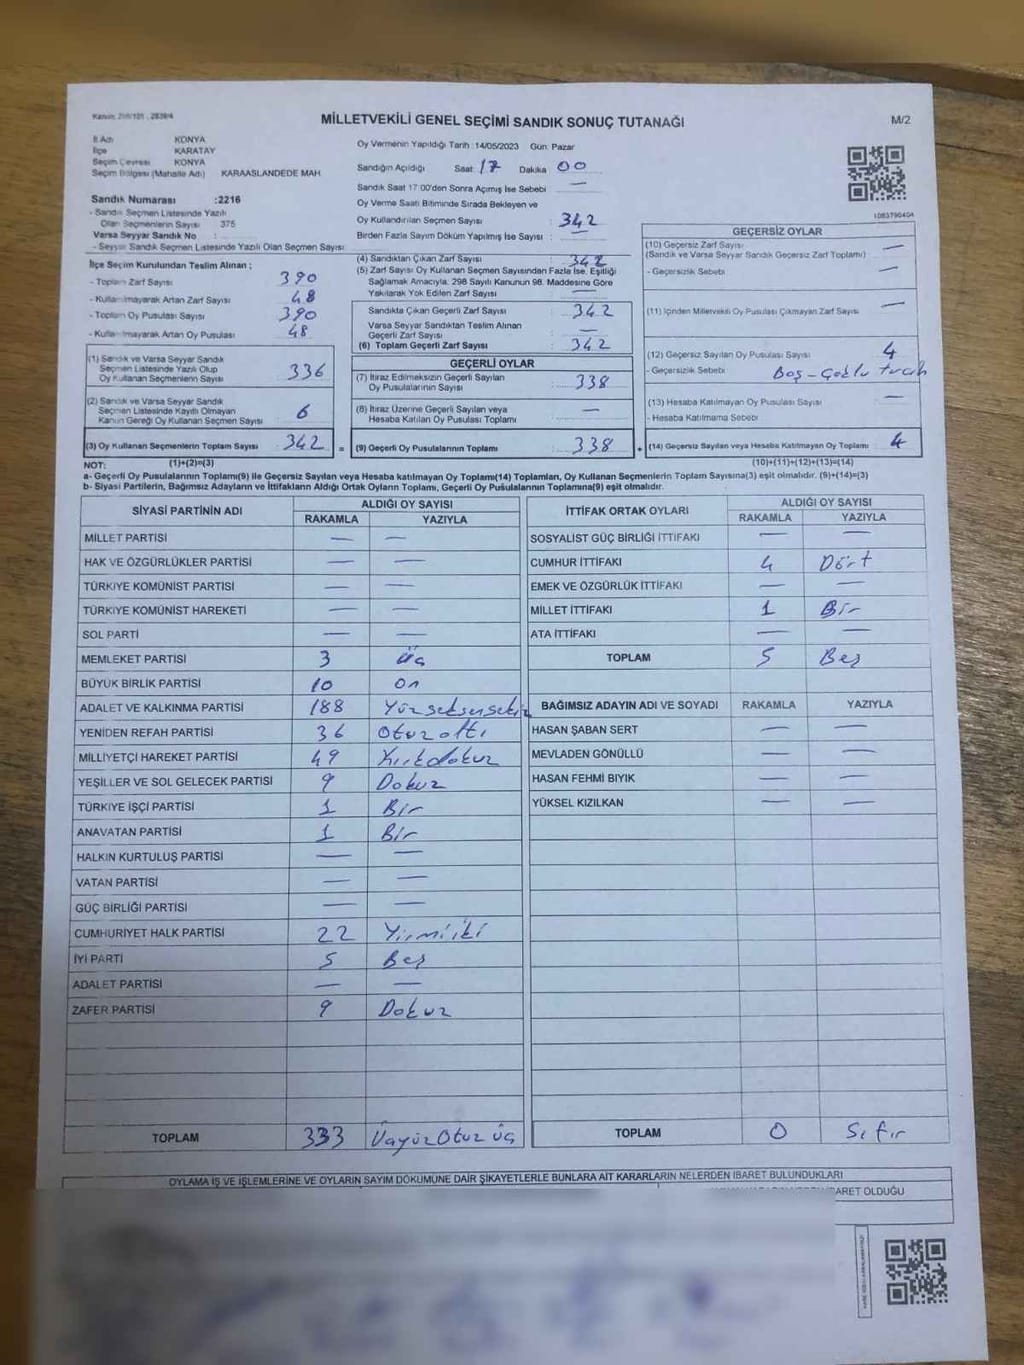 MİLLETVEKİLİ GENEL SEÇİMİ SANDIK SONUÇ TUTANAĞI
M/2
İl Adı KONYA
İlçe KARATAY
Seçim Çevresi KONYA
Seçim Bölgesi (Mahalle Adı) KARAASLANDEDE MAH
Sandık Numarası :2216
- Sandık Seçmen Listesinde Yazılı
Olan Seçmenlerin Sayısı 375
Varsa Seyyar Sandık No :
- Seyyar Sandık Seçmen Listesinde Yazılı Olan Seçmen Sayısı:
Oy Vermenin Yapıldığı Tarih :14/05/2023 Gün: Pazar
Sandığın Açıldığı Saat 17 Dakika 00
Sandık Saat 17:00'den Sonra Açımış İse Sebebi —
Oy Verme Saati Bitiminde Sırada Bekleyen ve
Oy Kullandırılan Seçmen Sayısı : 342
Birden Fazla Sayım Döküm Yapılmış İse Sayısı : —
1083790404
İlçe Seçim Kurulundan Teslim Alınan :
- Toplam Zarf Sayısı : 390
- Kullanılmayarak Artan Zarf Sayısı : 48
- Toplam Oy Pusulası Sayısı : 390
- Kullanılmayarak Artan Oy Pusulası : 48
(1) Sandık ve Varsa Seyyar Sandık
Seçmen Listesinde Yazılı Olup
Oy Kullanan Seçmenlerin Sayısı : 336
(2) Sandık ve Varsa Seyyar Sandık
Seçmen Listesinde Kayıtlı Olmayan
Kanun Gereği Oy Kullanan Seçmen Sayısı : 6
(3) Oy Kullanan Seçmenlerin Toplam Sayısı : 342 =
(4) Sandıktan Çıkan Zarf Sayısı : 342
(5) Zarf Sayısı Oy Kullanan Seçmen Sayısından Fazla İse, Eşitliği
Sağlamak Amacıyla; 298 Sayılı Kanunun 98. Maddesine Göre
Yakılarak Yok Edilen Zarf Sayısı : —
Sandıkta Çıkan Geçerli Zarf Sayısı : 342
Varsa Seyyar Sandıktan Teslim Alınan
Geçerli Zarf Sayısı : —
(6) Toplam Geçerli Zarf Sayısı : 342
GEÇERLİ OYLAR
(7) İtiraz Edilmeksizin Geçerli Sayılan
Oy Pusulalarının Sayısı : 338
(8) İtiraz Üzerine Geçerli Sayılan veya
Hesaba Katılan Oy Pusulası Toplamı : —
(9) Geçerli Oy Pusulalarının Toplamı : 338 +
GEÇERSİZ OYLAR
(10) Geçersiz Zarf Sayısı : —
(Sandık ve Varsa Seyyar Sandık Geçersiz Zarf Toplamı)
- Geçersizlik Sebebi : —
(11) İçinden Milletvekili Oy Pusulası Çıkmayan Zarf Sayısı : —
(12) Geçersiz Sayılan Oy Pusulası Sayısı : 4
- Geçersizlik Sebebi : Boş - Çoklu tercih
(13) Hesaba Katılmayan Oy Pusulası Sayısı : —
- Hesaba Katılmama Sebebi :
(14) Geçersiz Sayılan veya Hesaba Katılmayan Oy Toplamı : 4
NOT: (1)+(2)=(3) (10)+(11)+(12)+(13)=(14)
a- Geçerli Oy Pusulalarının Toplamı(9) ile Geçersiz Sayılan veya Hesaba katılmayan Oy Toplamı(14) Toplamları, Oy Kullanan Seçmenlerin Toplam Sayısına(3) eşit olmalıdır. (9)+(14)=(3)
b- Siyasi Partilerin, Bağımsız Adayların ve İttifakların Aldığı Oyların Toplamı, Geçerli Oy Pusulalarının Toplamına(9) eşit olmalıdır.
SİYASİ PARTİNİN ADI ALDIĞI OY SAYISI
RAKAMLA YAZIYLA
MİLLET PARTİSİ — —
HAK VE ÖZGÜRLÜKLER PARTİSİ — —
TÜRKİYE KOMÜNİST PARTİSİ — —
TÜRKİYE KOMÜNİST HAREKETİ — —
SOL PARTİ — —
MEMLEKET PARTİSİ 3 üç
BÜYÜK BİRLİK PARTİSİ 10 on
ADALET VE KALKINMA PARTİSİ 188 Yüzseksensekiz
YENİDEN REFAH PARTİSİ 36 Otuzaltı
MİLLİYETÇİ HAREKET PARTİSİ 49 Kırkdokuz
YEŞİLLER VE SOL GELECEK PARTİSİ 9 Dokuz
TÜRKİYE İŞÇİ PARTİSİ 1 Bir
ANAVATAN PARTİSİ 1 Bir
HALKIN KURTULUŞ PARTİSİ — —
VATAN PARTİSİ — —
GÜÇ BİRLİĞİ PARTİSİ — —
CUMHURİYET HALK PARTİSİ 22 Yirmiiki
İYİ PARTİ 5 Beş
ADALET PARTİSİ — —
ZAFER PARTİSİ 9 Dokuz
TOPLAM 333 ÜçyüzOtuz üç
İTTİFAK ORTAK OYLARI ALDIĞI OY SAYISI
RAKAMLA YAZIYLA
SOSYALİST GÜÇ BİRLİĞİ İTTİFAKI — —
CUMHUR İTTİFAKI 4 Dört
EMEK VE ÖZGÜRLÜK İTTİFAKI — —
MİLLET İTTİFAKI 1 Bir
ATA İTTİFAKI — —
TOPLAM 5 Beş
BAĞIMSIZ ADAYIN ADI VE SOYADI RAKAMLA YAZIYLA
HASAN ŞABAN SERT — —
MEVLADEN GÖNÜLLÜ — —
HASAN FEHMİ BIYIK — —
YÜKSEL KIZILKAN — —
TOPLAM 0 Sıfır
OYLAMA İŞ VE İŞLEMLERİNE VE OYLARIN SAYIM DÖKÜMÜNE DAİR ŞİKAYETLERLE BUNLARA AİT KARARLARIN NELERDEN İBARET BULUNDUKLARI
İBARET OLDUĞU